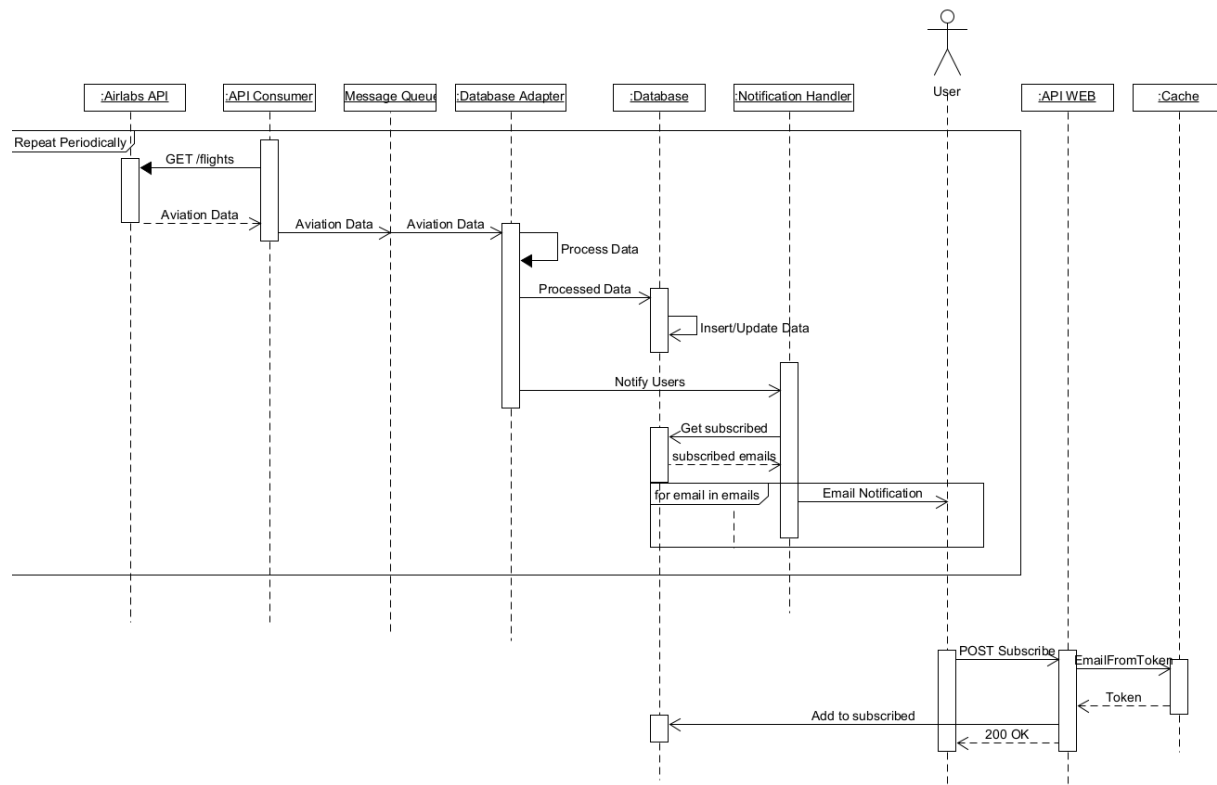 :Airlabs API
:API Consumer
Message Queue
:Database Adapter
:Database
:Notification Handler
User
:API WEB
:Cache
Repeat Periodically
GET /flights
Aviation Data
Aviation Data
Aviation Data
Process Data
Processed Data
Insert/Update Data
Notify Users
Get subscribed
subscribed emails
for email in emails
Email Notification
POST Subscribe
EmailFromToken
Token
Add to subscribed
200 OK